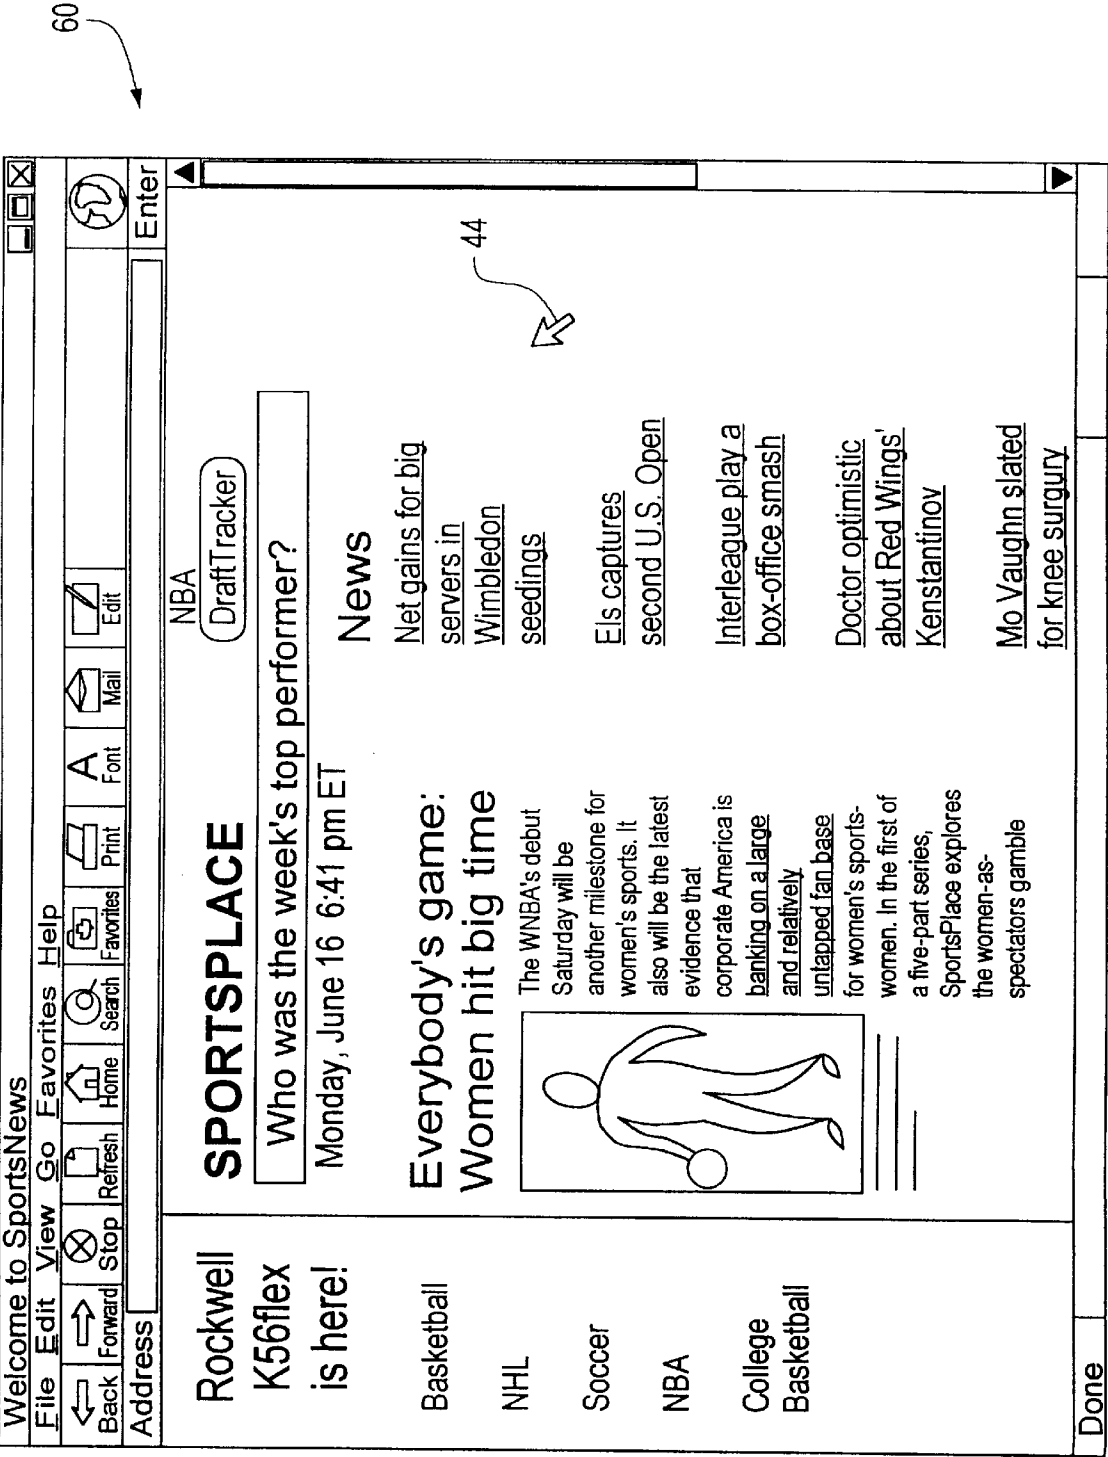 60
Welcome to SportsNews
File Edit View Go Favorites Help
Back Forward Stop Refresh Home Search Favorites Print Font Mail Edit
Address
Enter
Rockwell
K56flex
is here!
Basketball
NHL
Soccer
NBA
College
Basketball
SPORTSPLACE
NBA
DraftTracker
Who was the week's top performer?
Monday, June 16 6:41 pm ET
Everybody's game:
Women hit big time
The WNBA's debut
Saturday will be
another milestone for
women's sports. It
also will be the latest
evidence that
corporate America is
banking on a large
and relatively
untapped fan base
for women's sports-
women. In the first of
a five-part series,
SportsPlace explores
the women-as-
spectators gamble
News
Net gains for big
servers in
Wimbledon
seedings
Els captures
second U.S. Open
Interleague play a
box-office smash
Doctor optimistic
about Red Wings'
Kenstantinov
Mo Vaughn slated
for knee surgury
44
Done